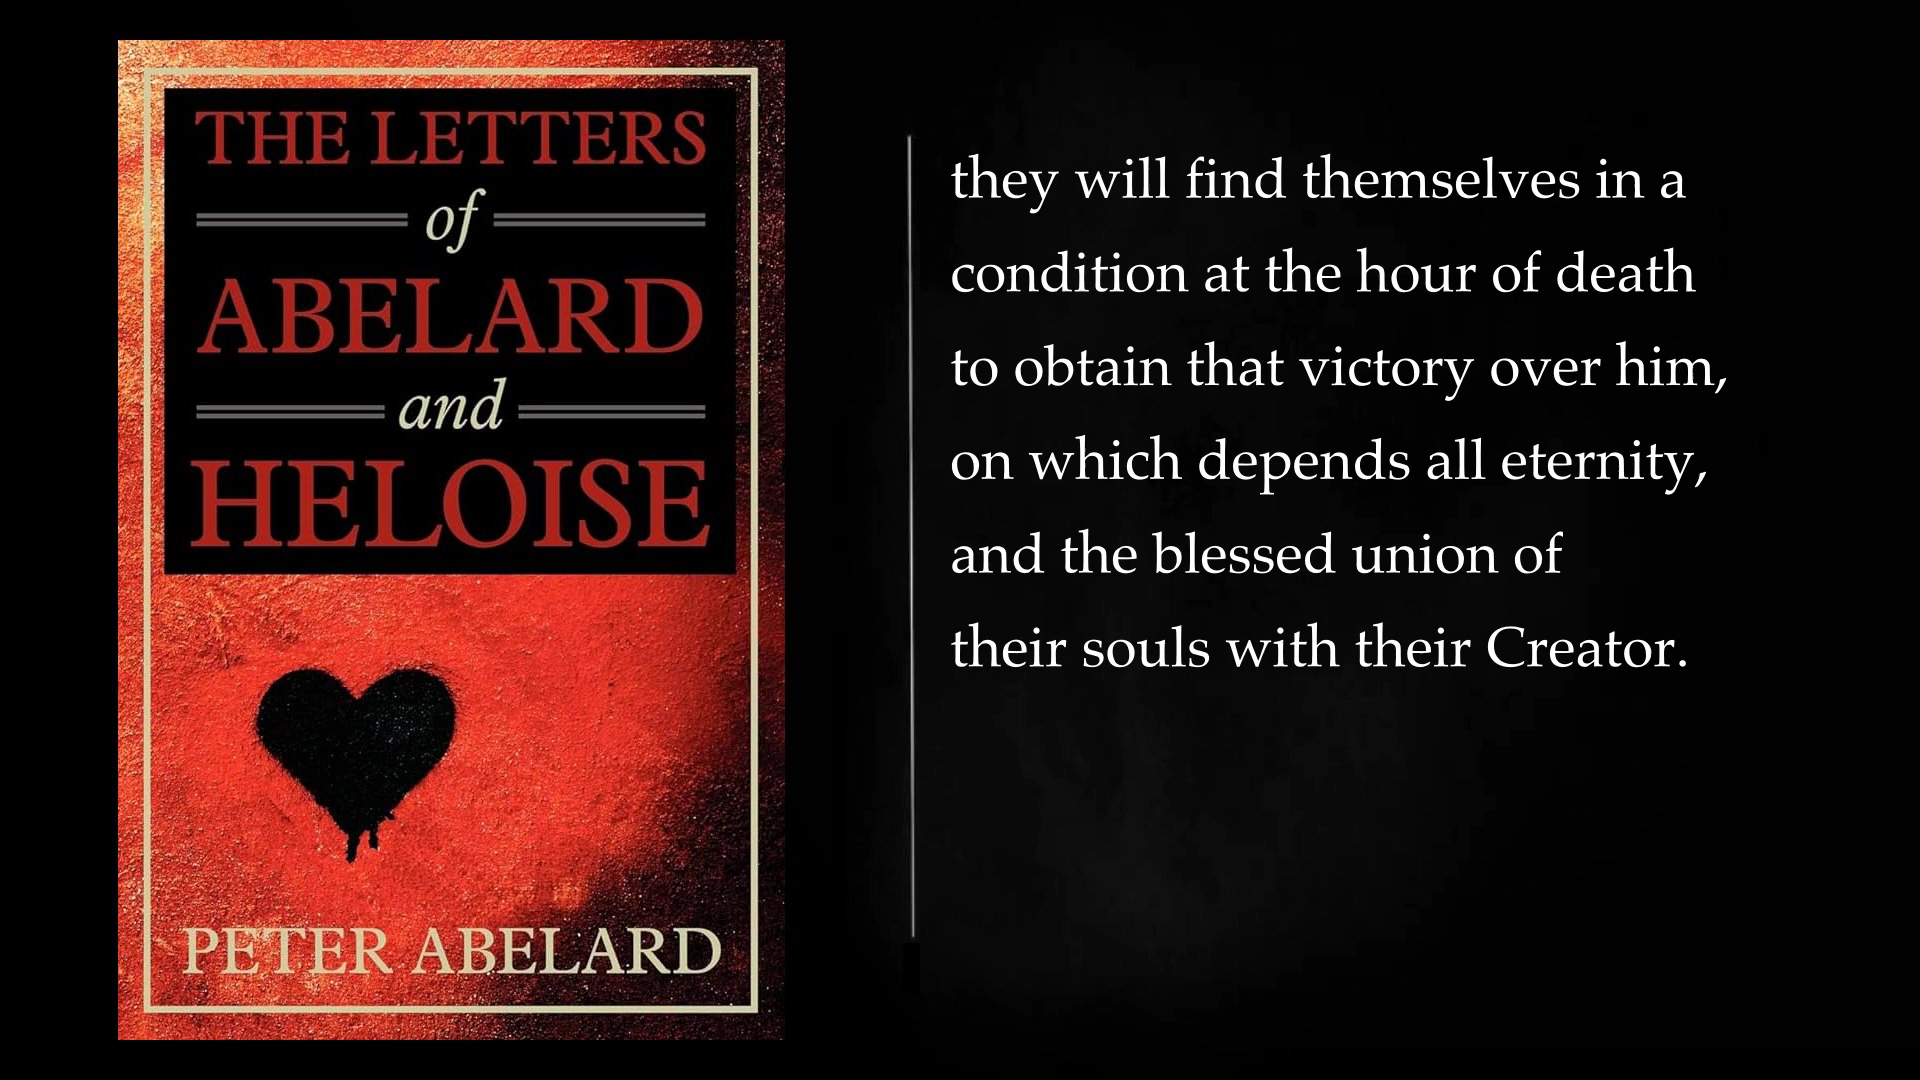 THE LETTERS
of
ABELARD
and
HELOISE
PETER ABELARD
they will find themselves in a
condition at the hour of death
to obtain that victory over him,
on which depends all eternity,
and the blessed union of
their souls with their Creator.